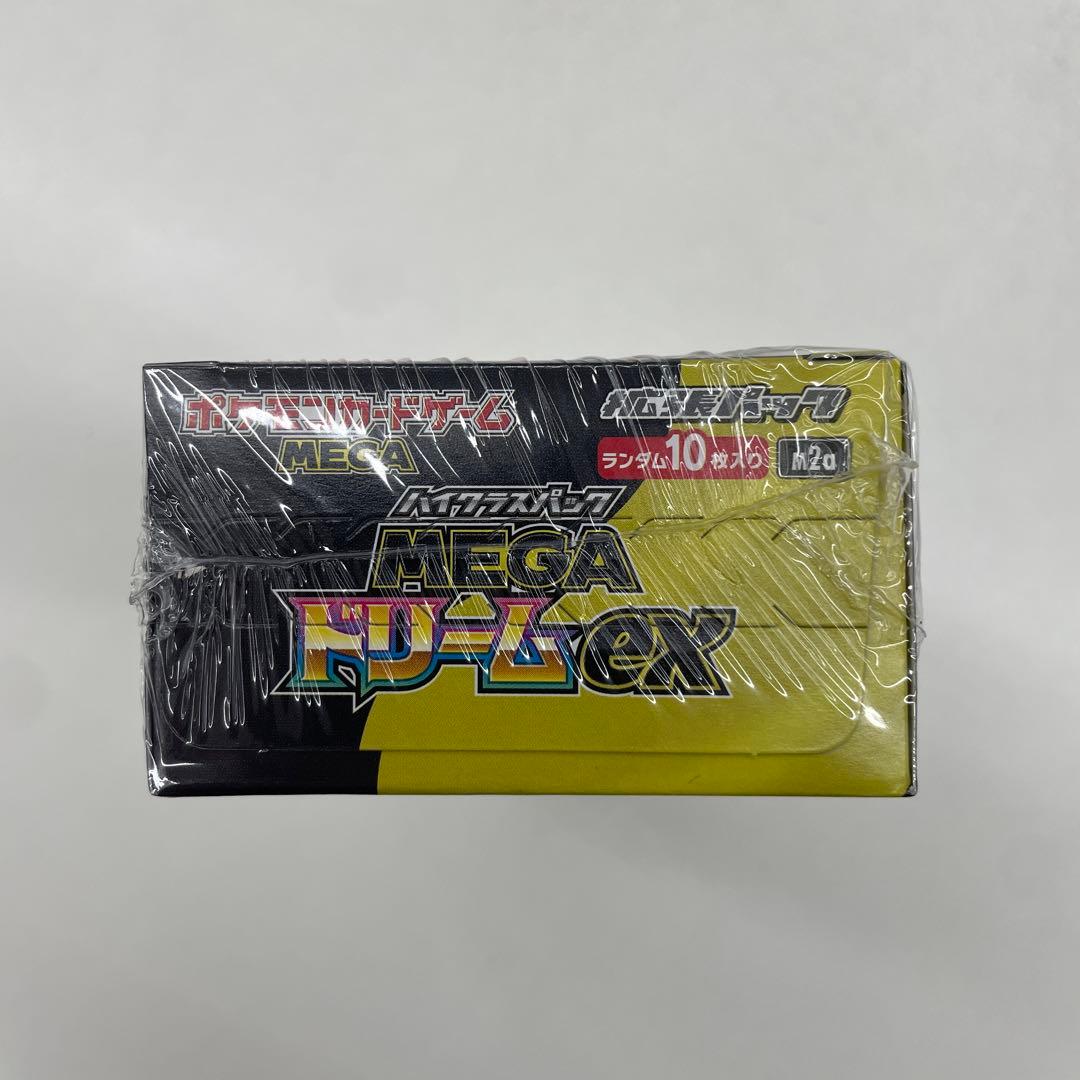 ポケモンカードゲーム
MEGA
拡張パック
ランダム10枚入り
M2a
ハイクラスパック
MEGA
ドリームex